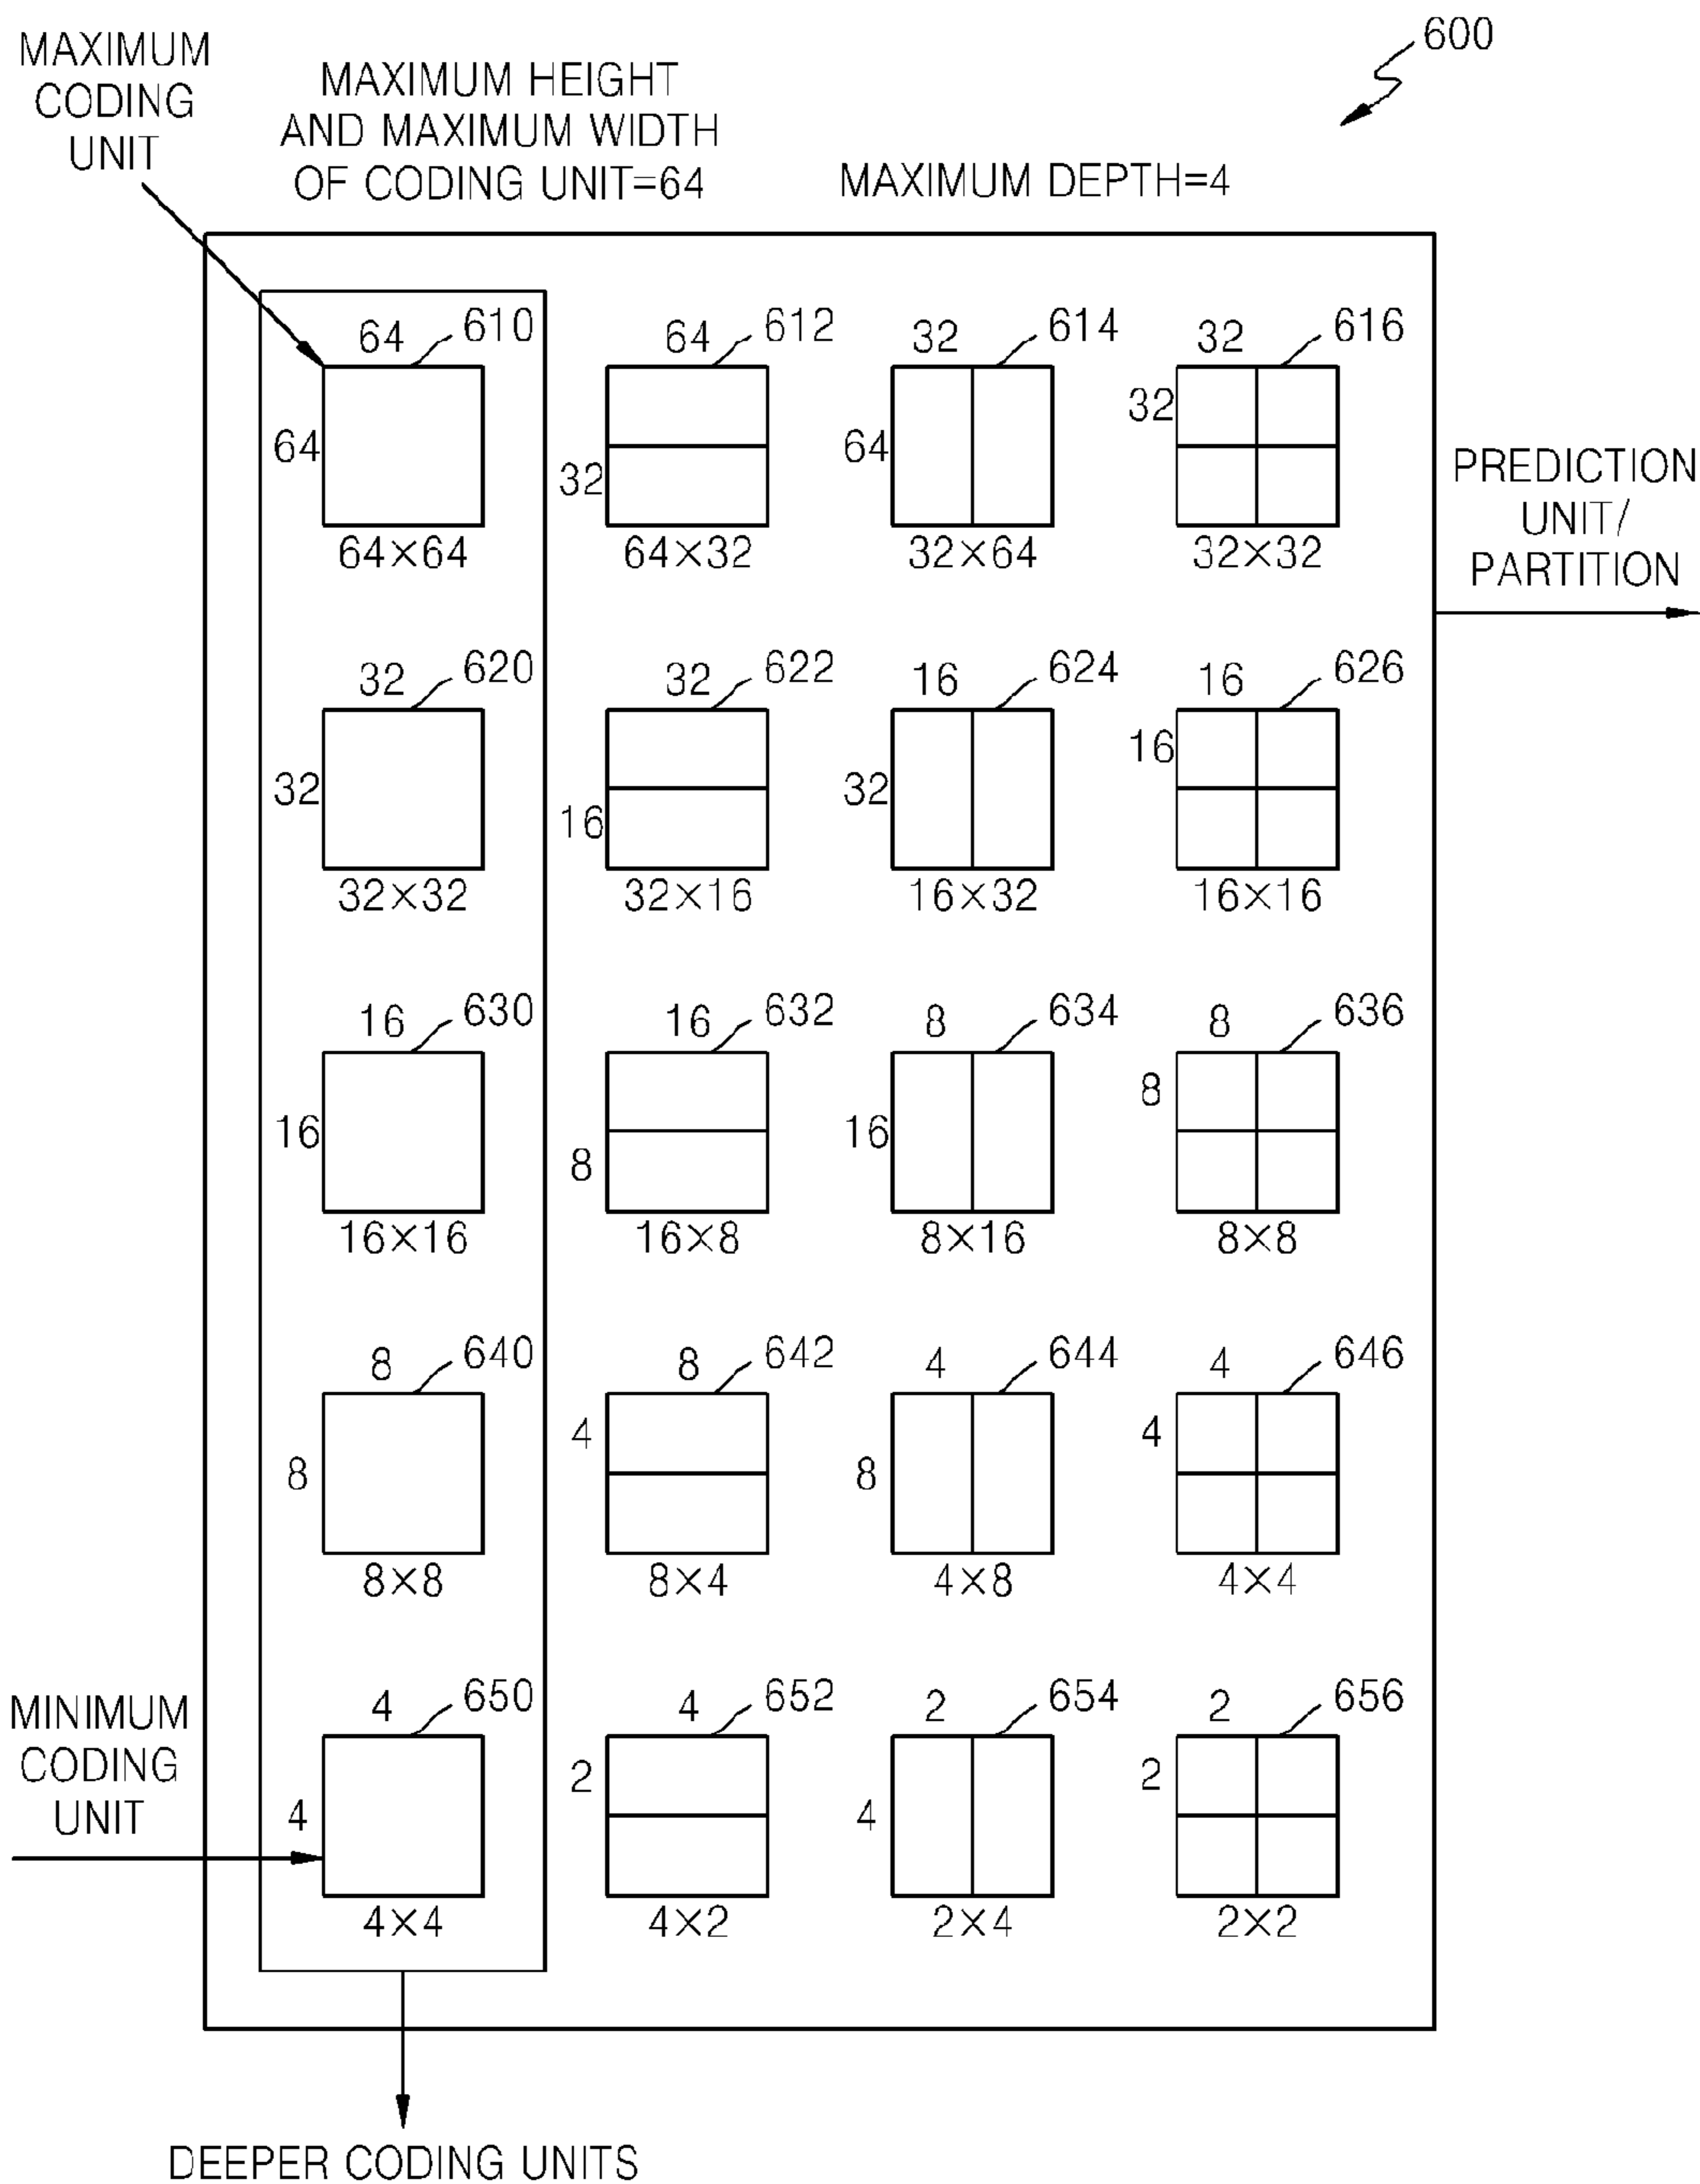 600
MAXIMUM
CODING
UNIT
MAXIMUM HEIGHT
AND MAXIMUM WIDTH
OF CODING UNIT=64
MAXIMUM DEPTH=4
64 610 64 612 32 614 32 616
64 32 64 32
64×64 64×32 32×64 32×32
PREDICTION
UNIT/
PARTITION
32 620 32 622 16 624 16 626
32 16 32 16
32×32 32×16 16×32 16×16
16 630 16 632 8 634 8 636
16 8 16 8
16×16 16×8 8×16 8×8
8 640 8 642 4 644 4 646
8 4 8 4
8×8 8×4 4×8 4×4
MINIMUM
CODING
UNIT
4 650 4 652 2 654 2 656
4 2 4 2
4×4 4×2 2×4 2×2
DEEPER CODING UNITS